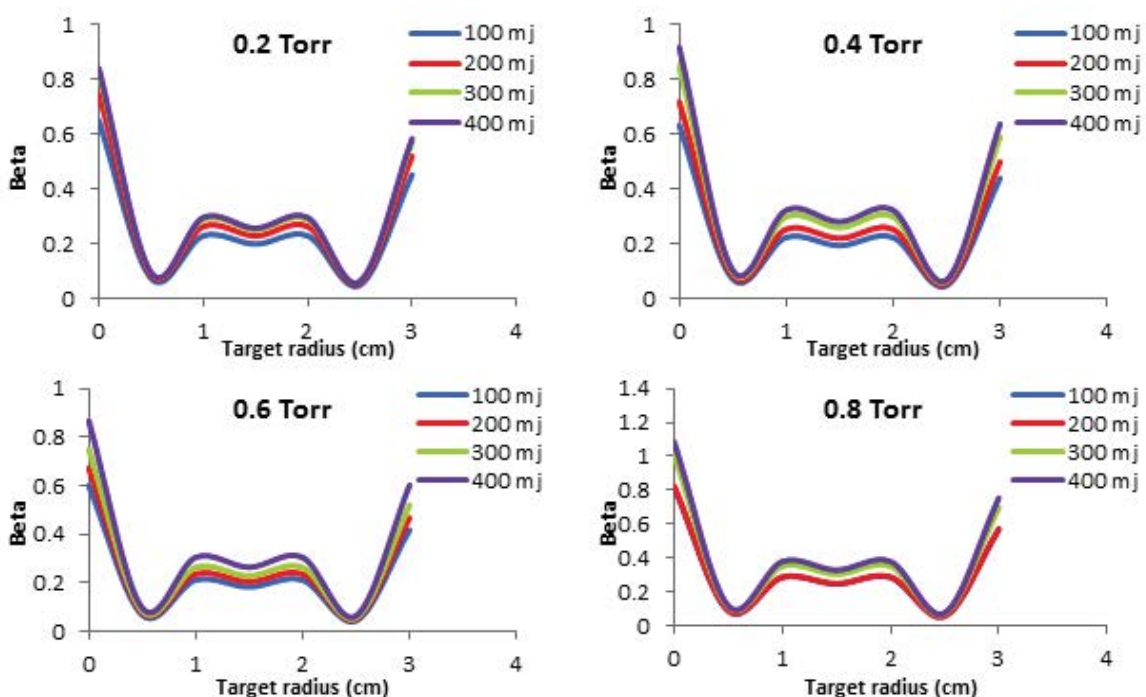 0.2 Torr
100 mj
200 mj
300 mj
400 mj
Beta
1
0.8
0.6
0.4
0.2
0
0 1 2 3 4
Target radius (cm)
0.4 Torr
100 mj
200 mj
300 mj
400 mj
Beta
1
0.8
0.6
0.4
0.2
0
0 1 2 3 4
Target radius (cm)
0.6 Torr
100 mj
200 mj
300 mj
400 mj
Beta
1
0.8
0.6
0.4
0.2
0
0 1 2 3 4
Target radius (cm)
0.8 Torr
100 mj
200 mj
300 mj
400 mj
Beta
1.4
1.2
1
0.8
0.6
0.4
0.2
0
0 1 2 3 4
Target radius (cm)